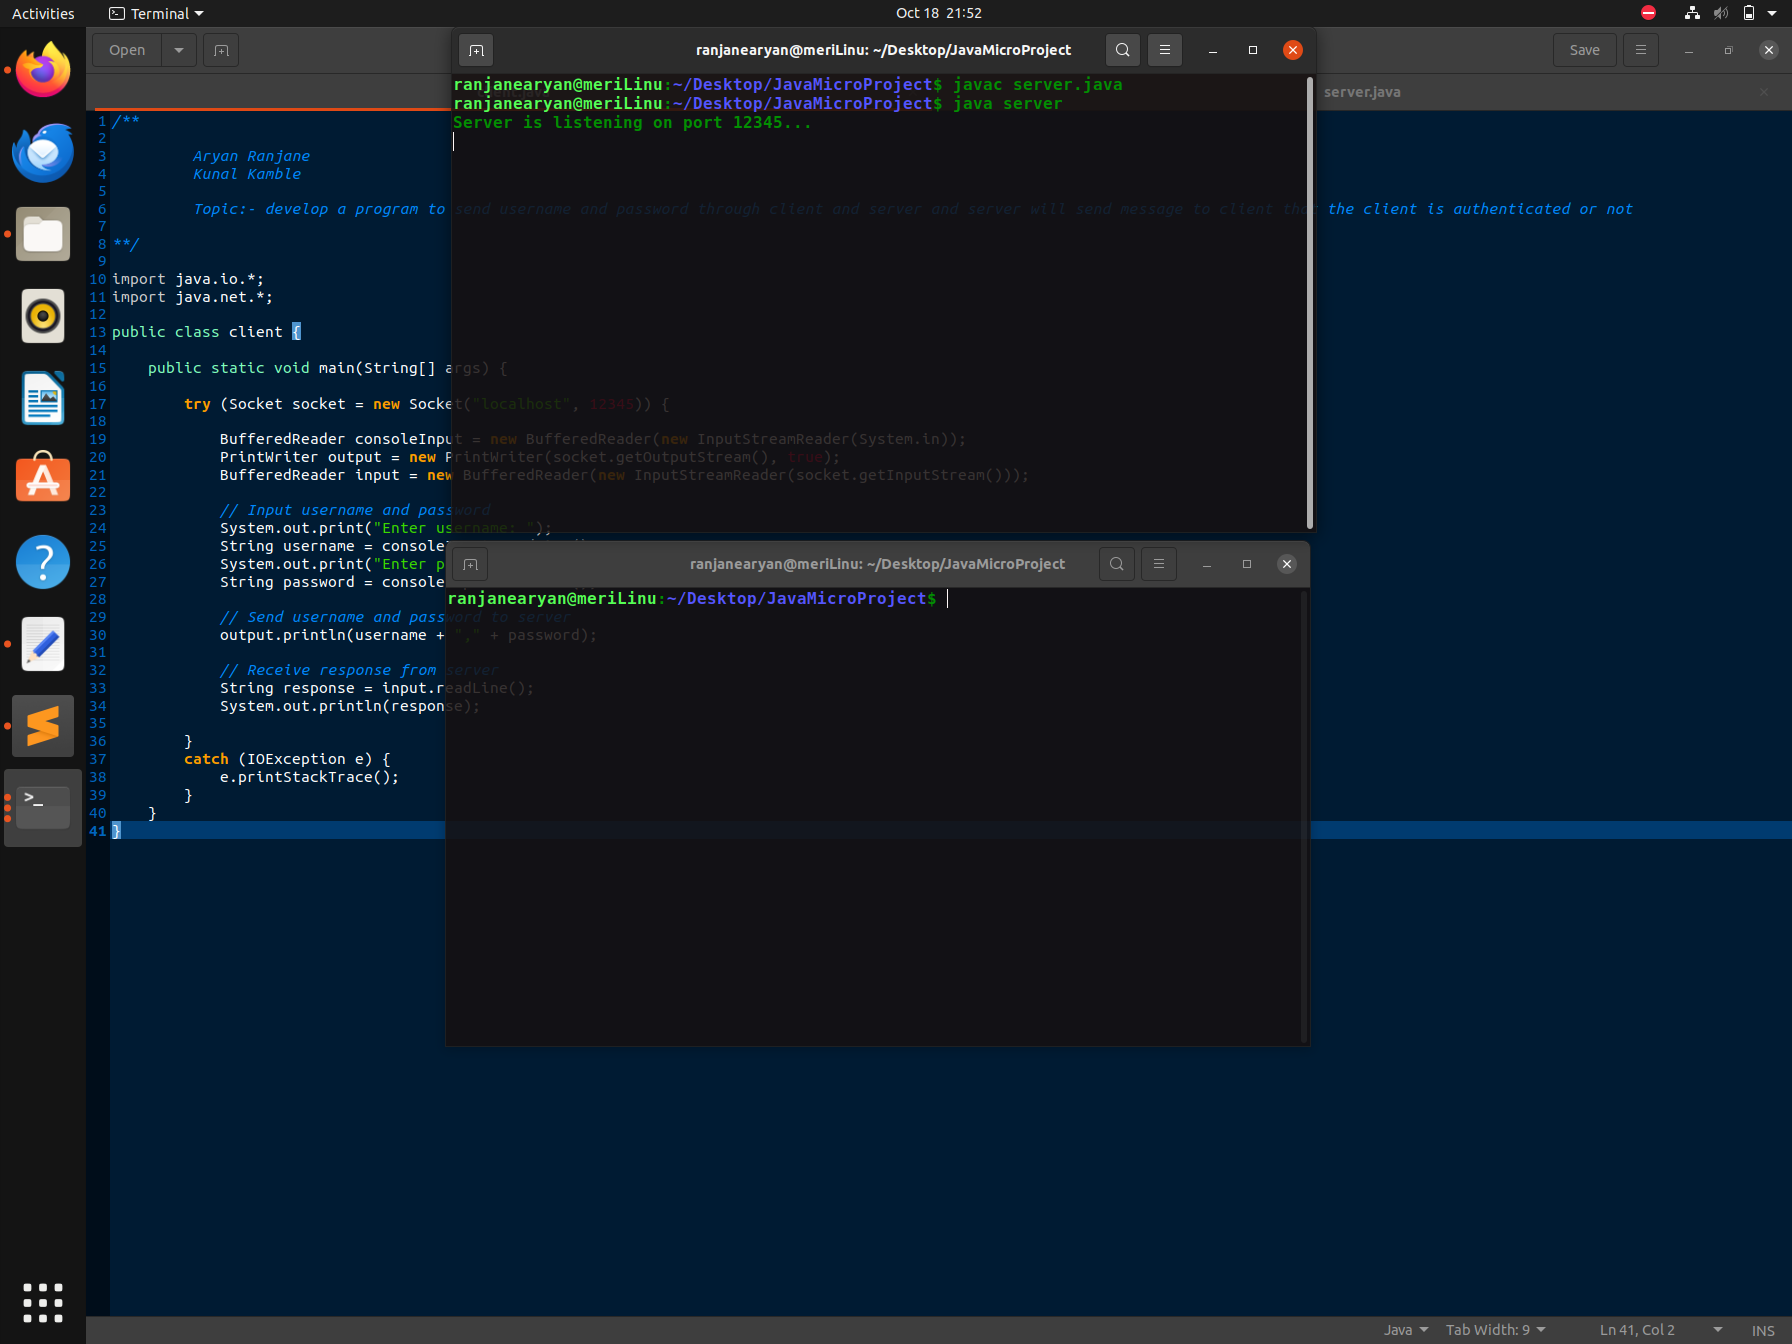 Activities
Terminal
Oct 18 21:52
Open
ranjanearyan@meriLinu: ~/Desktop/JavaMicroProject
Save
server.java
ranjanearyan@meriLinu:~/Desktop/JavaMicroProject$ javac server.java
ranjanearyan@meriLinu:~/Desktop/JavaMicroProject$ java server
Server is listening on port 12345...
1 /**
2
3 Aryan Ranjane
4 Kunal Kamble
5
6 Topic:- develop a program to send username and password through client and server and server will send message to client that the client is authenticated or not
7
8 **/
9
10 import java.io.*;
11 import java.net.*;
12
13 public class client {
14
15 public static void main(String[] args) {
16
17 try (Socket socket = new Socket("localhost", 12345)) {
18
19 BufferedReader consoleInput = new BufferedReader(new InputStreamReader(System.in));
20 PrintWriter output = new PrintWriter(socket.getOutputStream(), true);
21 BufferedReader input = new BufferedReader(new InputStreamReader(socket.getInputStream()));
22
23 // Input username and password
24 System.out.print("Enter username: ");
25 String username = console
26 System.out.print("Enter p
27 String password = console
28
29 // Send username and password to server
30 output.println(username + "," + password);
31
32 // Receive response from server
33 String response = input.readLine();
34 System.out.println(response);
35
36 }
37 catch (IOException e) {
38 e.printStackTrace();
39 }
40 }
41 }
ranjanearyan@meriLinu: ~/Desktop/JavaMicroProject
ranjanearyan@meriLinu:~/Desktop/JavaMicroProject$
Java
Tab Width: 9
Ln 41, Col 2
INS